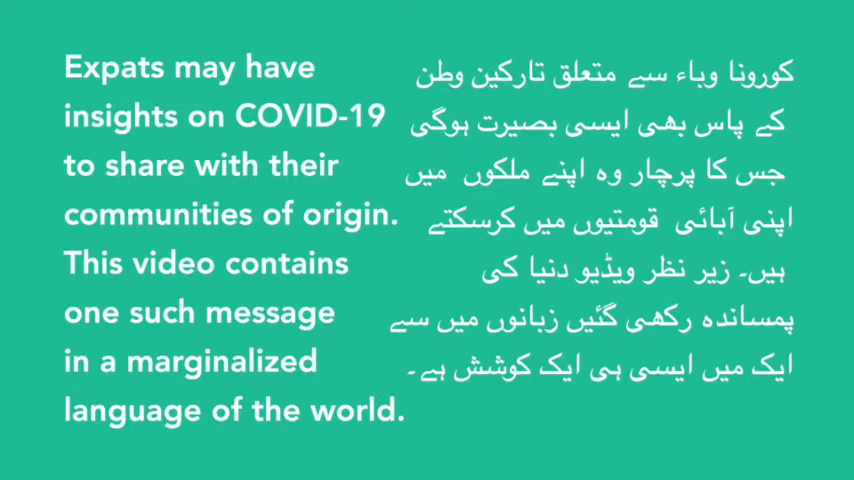 Expats may have
insights on COVID-19
to share with their
communities of origin.
This video contains
one such message
in a marginalized
language of the world.
کورونا وباء سے متعلق تارکین وطن
کے پاس بھی ایسی بصیرت ہوگی
جس کا پرچار وہ اپنے ملکوں میں
اپنی آبائی قومتیوں میں کرسکتے
ہیں۔ زیر نظر ویڈیو دنیا کی
پمساندہ رکھی گئیں زبانوں میں سے
ایک میں ایسی ہی ایک کوشش ہے۔